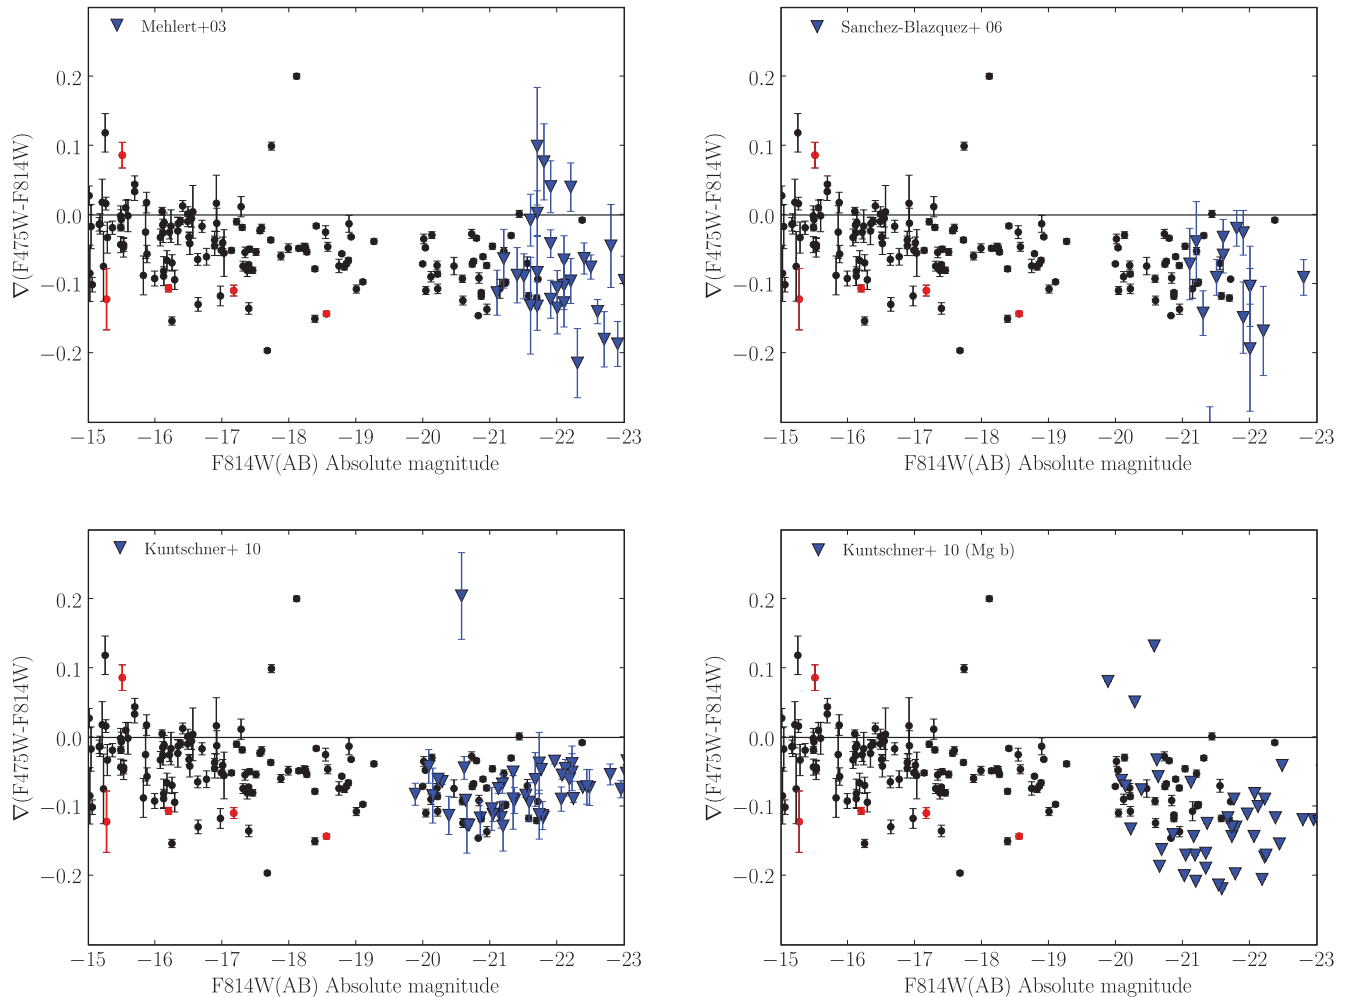 Mehlert+03
0.2
0.1
0.0
−0.1
−0.2
∇(F475W-F814W)
−15 −16 −17 −18 −19 −20 −21 −22 −23
F814W(AB) Absolute magnitude
Sanchez-Blazquez+ 06
0.2
0.1
0.0
−0.1
−0.2
∇(F475W-F814W)
−15 −16 −17 −18 −19 −20 −21 −22 −23
F814W(AB) Absolute magnitude
Kuntschner+ 10
0.2
0.1
0.0
−0.1
−0.2
∇(F475W-F814W)
−15 −16 −17 −18 −19 −20 −21 −22 −23
F814W(AB) Absolute magnitude
Kuntschner+ 10 (Mg b)
0.2
0.1
0.0
−0.1
−0.2
∇(F475W-F814W)
−15 −16 −17 −18 −19 −20 −21 −22 −23
F814W(AB) Absolute magnitude